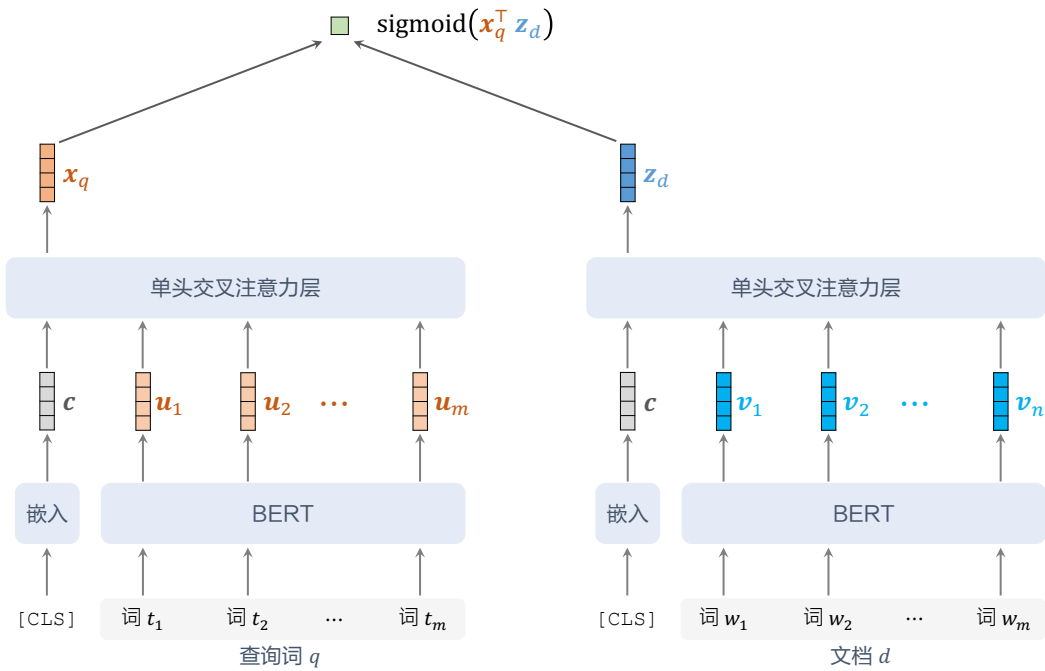 sigmoid(x_q^⊤ z_d)
x_q z_d
单头交叉注意力层 单头交叉注意力层
c u_1 u_2 ⋯ u_m c v_1 v_2 ⋯ v_n
嵌入 BERT 嵌入 BERT
[CLS] 词 t_1 词 t_2 ⋯ 词 t_m [CLS] 词 w_1 词 w_2 ⋯ 词 w_m
查询词 q 文档 d